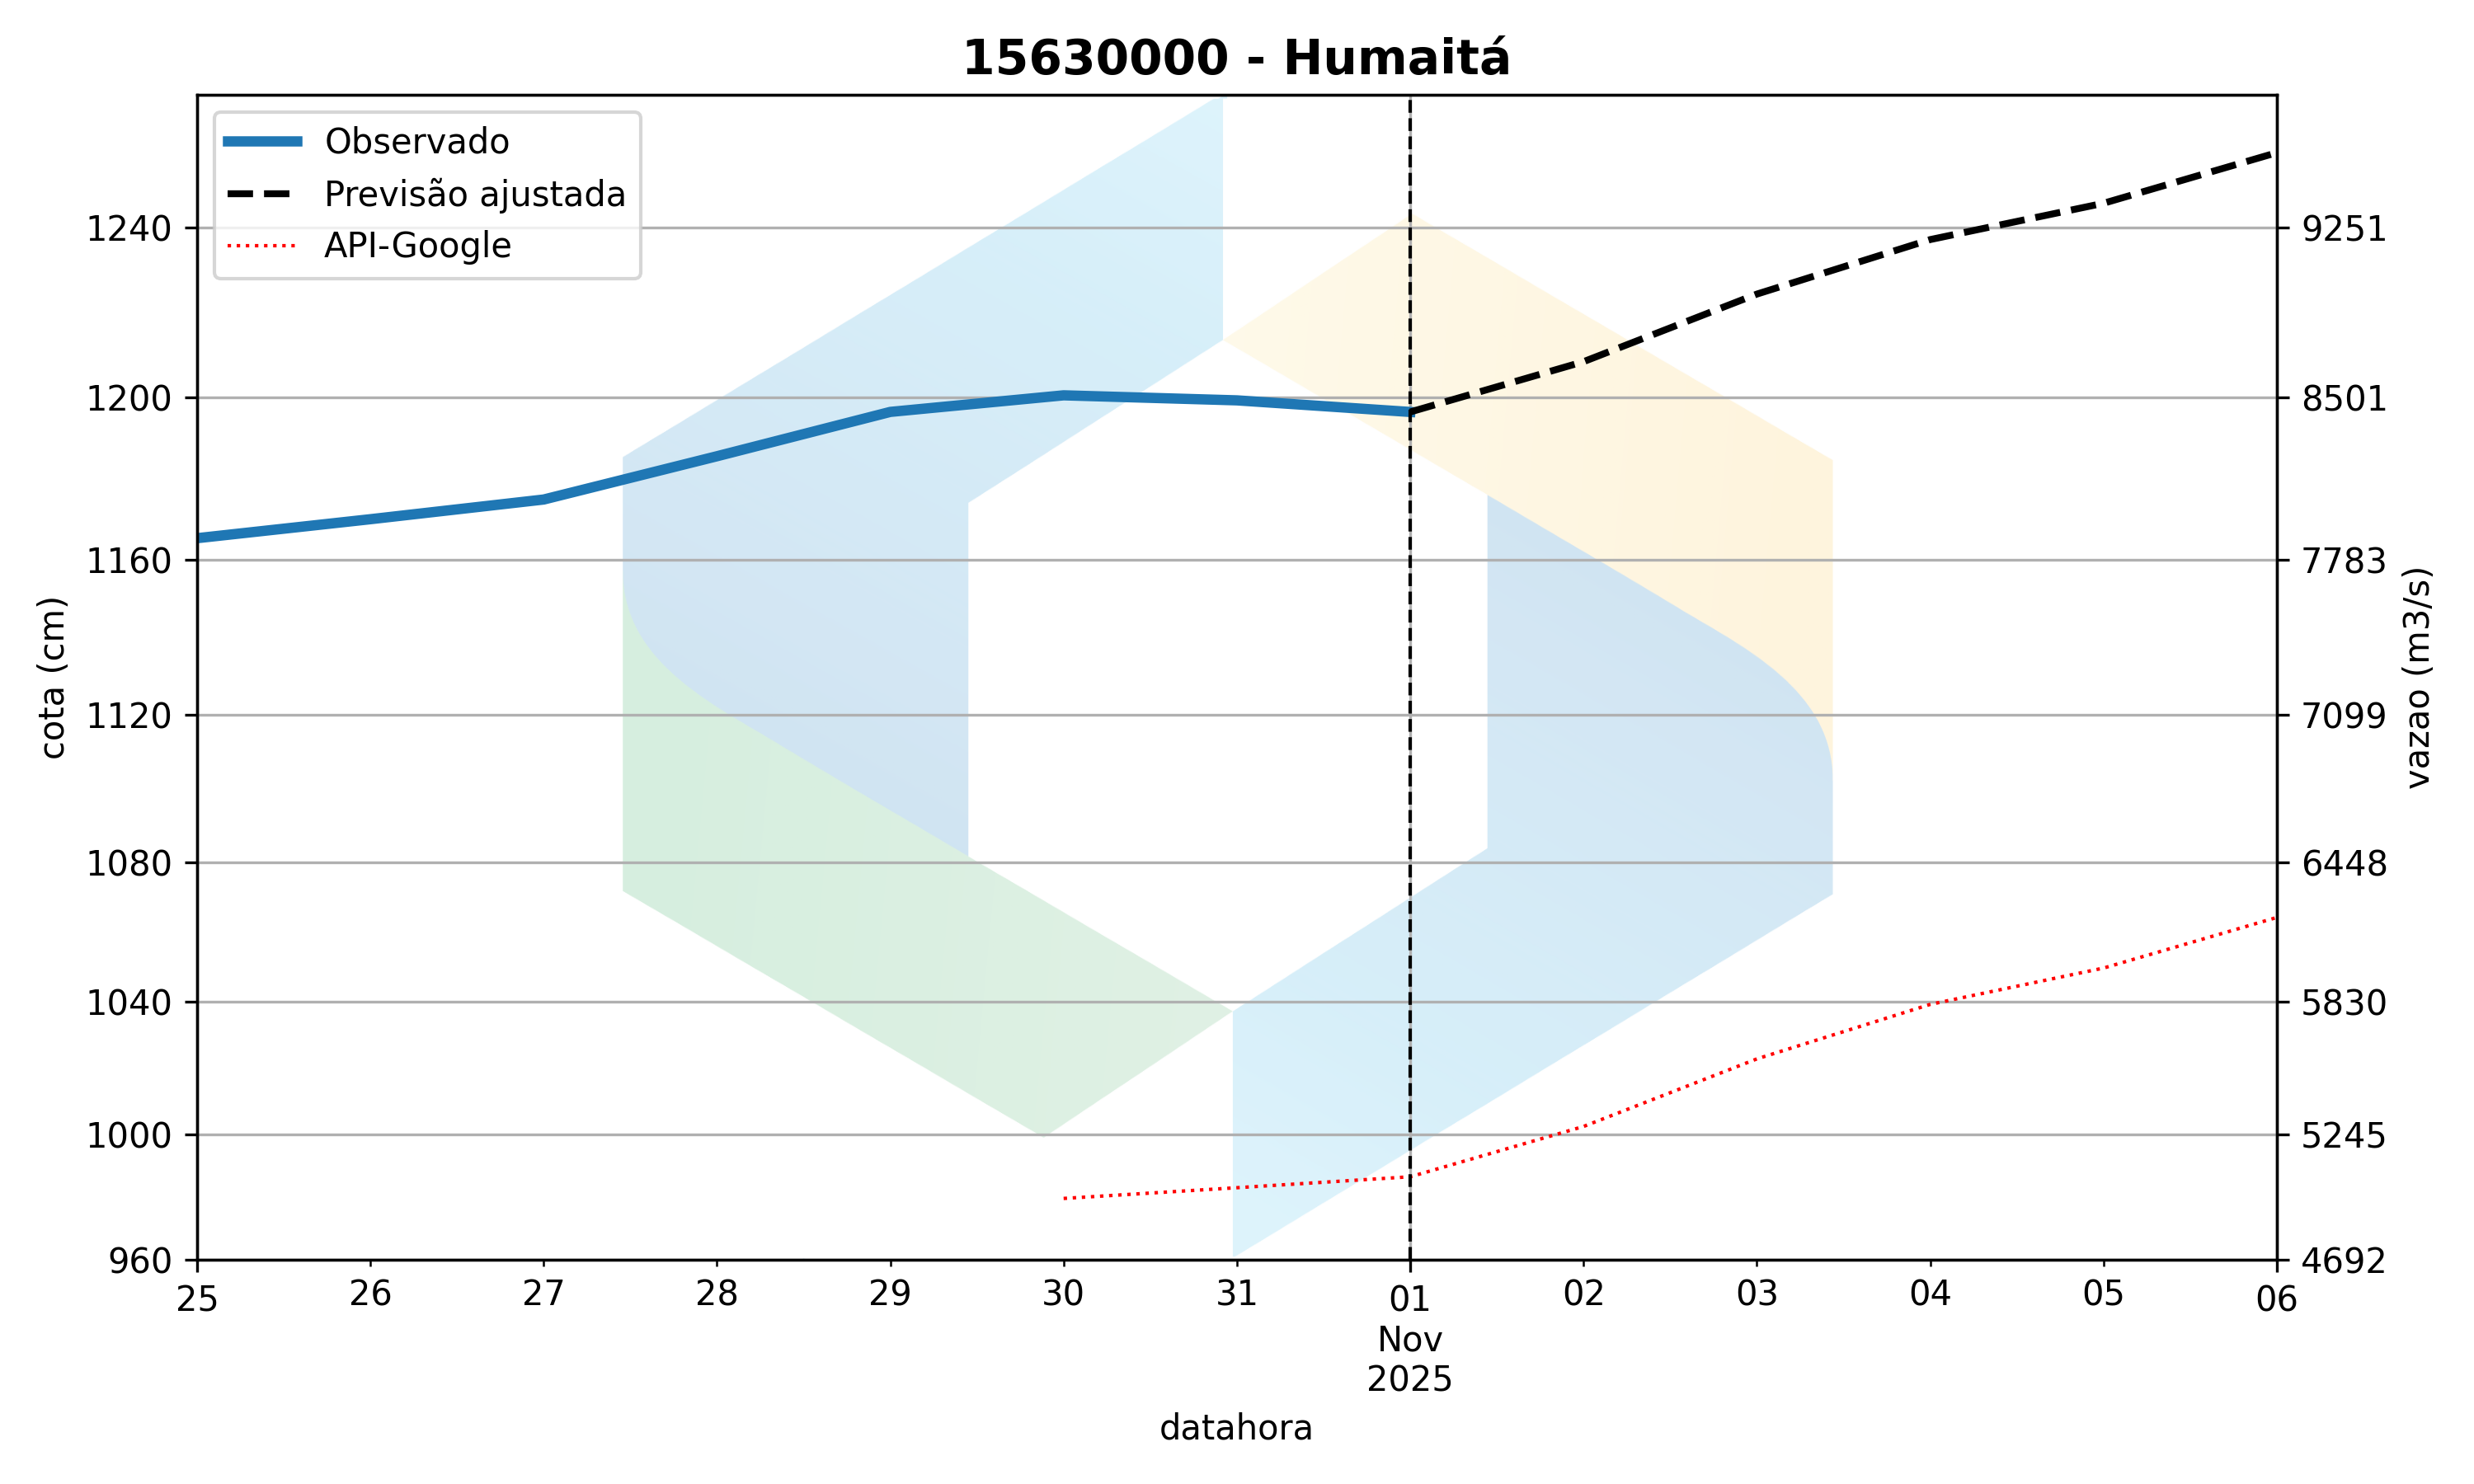 15630000 - Humaitá
Observado
Previsão ajustada
API-Google
1240
1200
1160
1120
1080
1040
1000
960
cota (cm)
9251
8501
7783
7099
6448
5830
5245
4692
vazao (m3/s)
25 26 27 28 29 30 31 01 02 03 04 05 06
Nov
2025
datahora